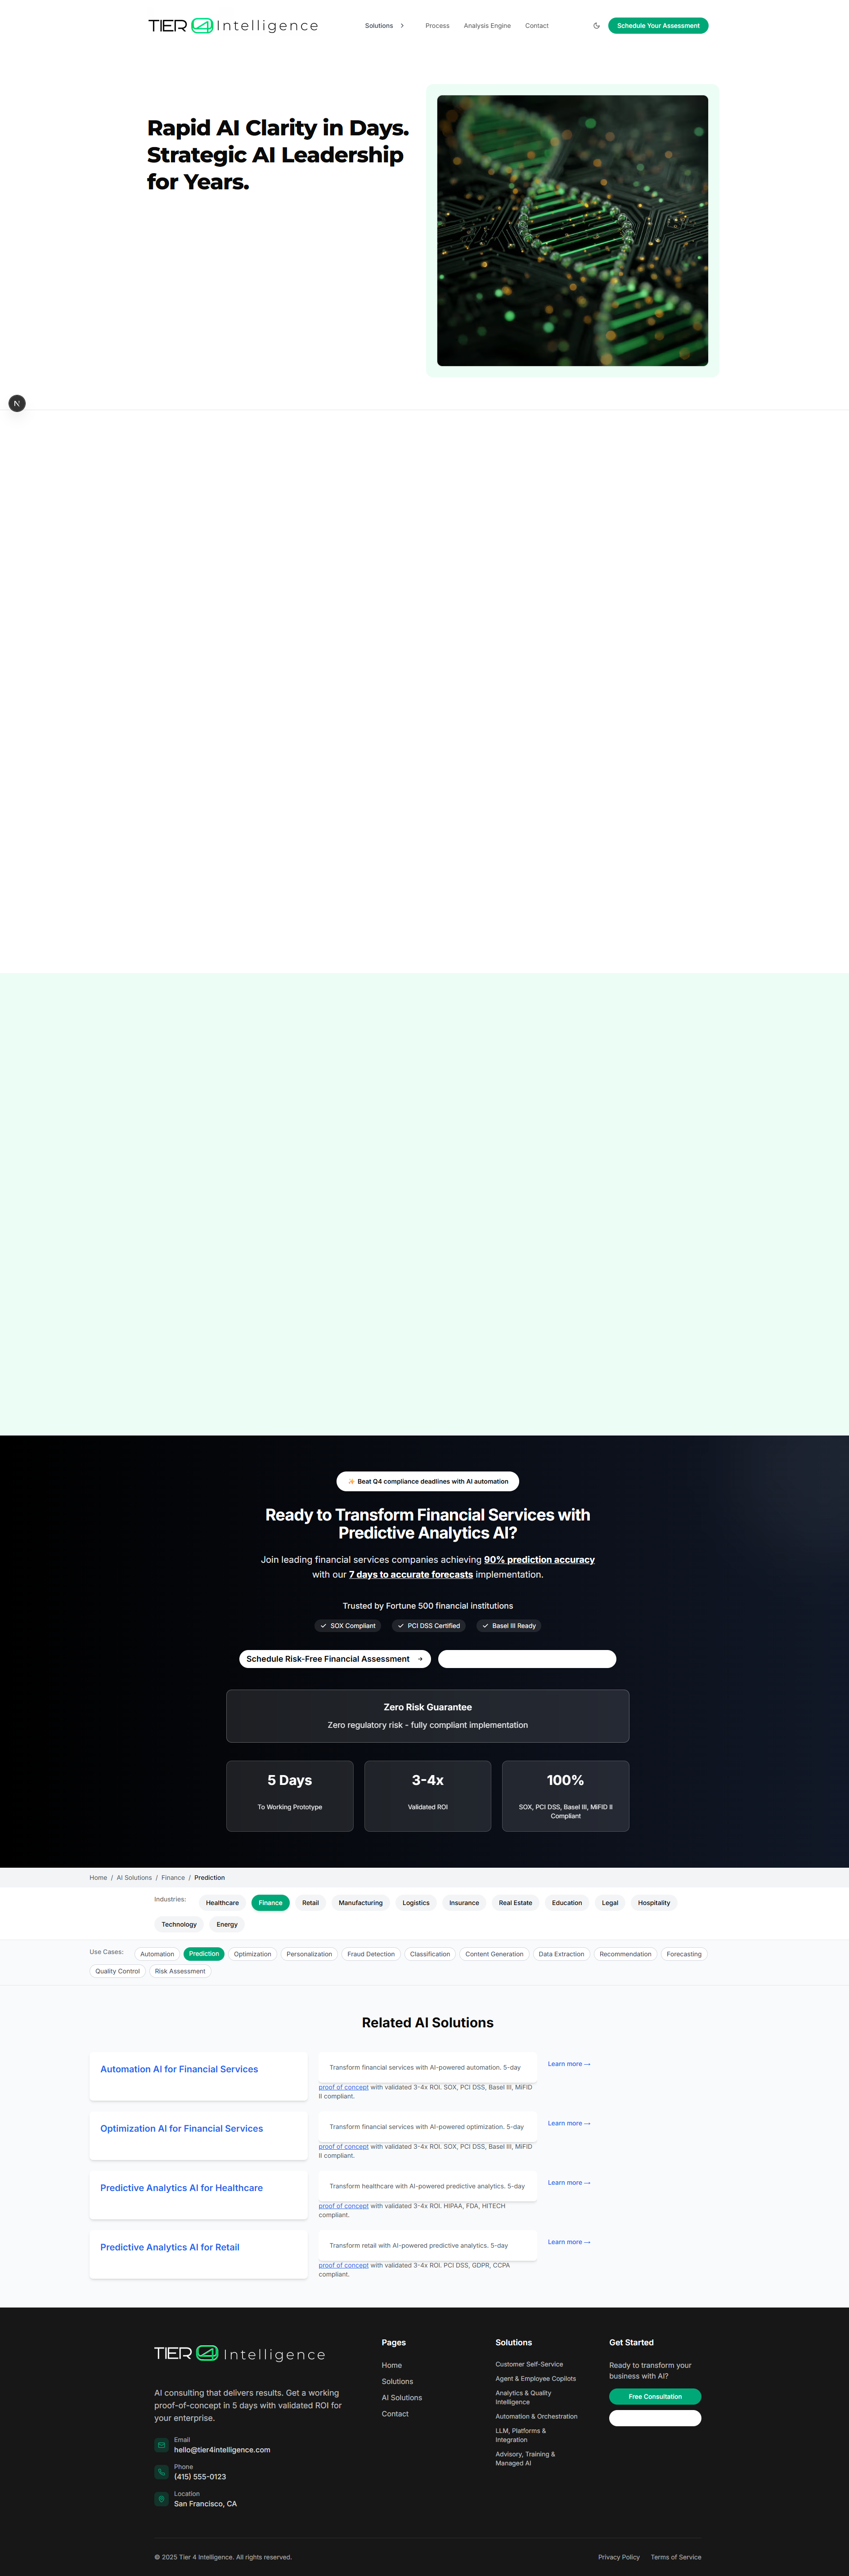 TIER 4 Intelligence
Solutions
Process
Analysis Engine
Contact
Schedule Your Assessment
Rapid AI Clarity in Days.
Strategic AI Leadership
for Years.
N
✨ Beat Q4 compliance deadlines with AI automation
Ready to Transform Financial Services with
Predictive Analytics AI?
Join leading financial services companies achieving 90% prediction accuracy
with our 7 days to accurate forecasts implementation.
Trusted by Fortune 500 financial institutions
✓ SOX Compliant
✓ PCI DSS Certified
✓ Basel III Ready
Schedule Risk-Free Financial Assessment →
Zero Risk Guarantee
Zero regulatory risk - fully compliant implementation
5 Days
To Working Prototype
3-4x
Validated ROI
100%
SOX, PCI DSS, Basel III, MiFID II
Compliant
Home / AI Solutions / Finance / Prediction
Industries:
Healthcare
Finance
Retail
Manufacturing
Logistics
Insurance
Real Estate
Education
Legal
Hospitality
Technology
Energy
Use Cases:
Automation
Prediction
Optimization
Personalization
Fraud Detection
Classification
Content Generation
Data Extraction
Recommendation
Forecasting
Quality Control
Risk Assessment
Related AI Solutions
Automation AI for Financial Services
Transform financial services with AI-powered automation. 5-day
proof of concept with validated 3-4x ROI. SOX, PCI DSS, Basel III, MiFID
II compliant.
Learn more →
Optimization AI for Financial Services
Transform financial services with AI-powered optimization. 5-day
proof of concept with validated 3-4x ROI. SOX, PCI DSS, Basel III, MiFID
II compliant.
Learn more →
Predictive Analytics AI for Healthcare
Transform healthcare with AI-powered predictive analytics. 5-day
proof of concept with validated 3-4x ROI. HIPAA, FDA, HITECH
compliant.
Learn more →
Predictive Analytics AI for Retail
Transform retail with AI-powered predictive analytics. 5-day
proof of concept with validated 3-4x ROI. PCI DSS, GDPR, CCPA
compliant.
Learn more →
TIER 4 Intelligence
AI consulting that delivers results. Get a working
proof-of-concept in 5 days with validated ROI for
your enterprise.
Email
hello@tier4intelligence.com
Phone
(415) 555-0123
Location
San Francisco, CA
Pages
Home
Solutions
AI Solutions
Contact
Solutions
Customer Self-Service
Agent & Employee Copilots
Analytics & Quality
Intelligence
Automation & Orchestration
LLM, Platforms &
Integration
Advisory, Training &
Managed AI
Get Started
Ready to transform your
business with AI?
Free Consultation
© 2025 Tier 4 Intelligence. All rights reserved.
Privacy Policy
Terms of Service